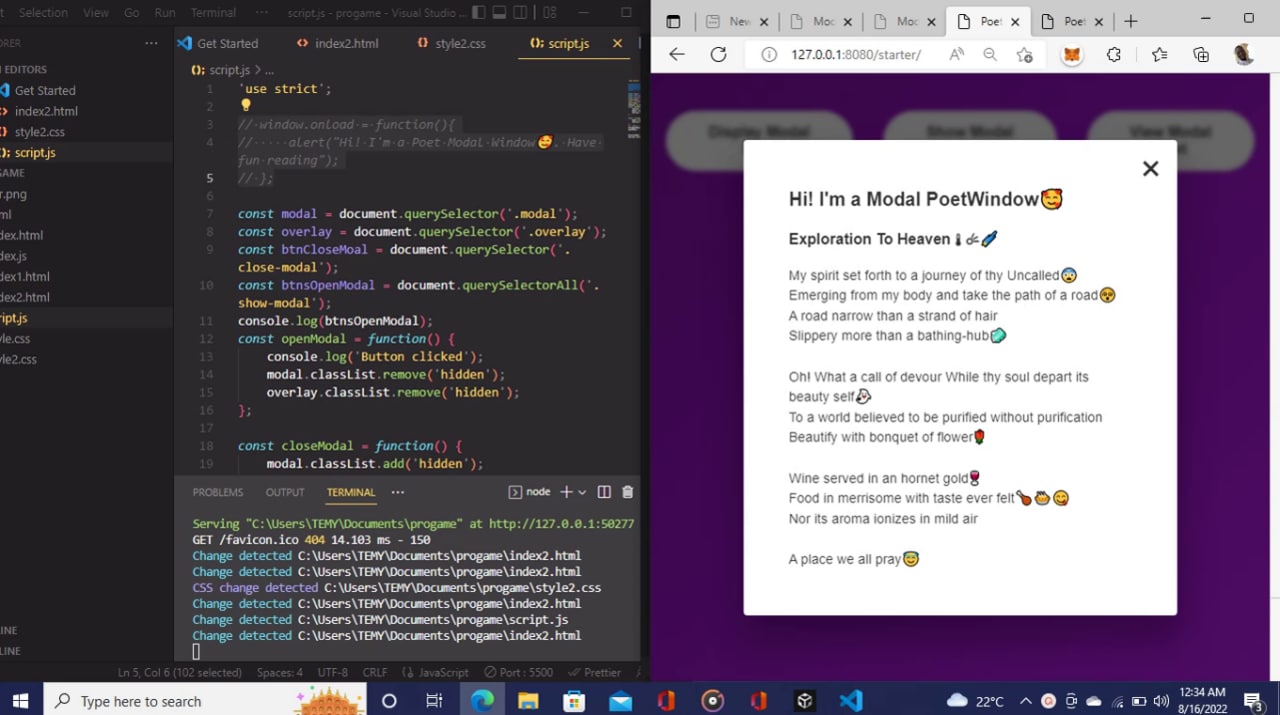 Selection View Go Run Terminal ··· script.js - progame - Visual Studio
ORER ···
EDITORS
Get Started
index2.html
style2.css
script.js
GAME
r.png
ml
dex.html
ex.js
dex1.html
dex2.html
ipt.js
le.css
le2.css
INE
LINE
Get Started index2.html style2.css script.js
script.js > ...
1 'use strict';
2
3 // window.onload = function(){
4 //····· alert("Hi! I'm a Poet Modal Window🥰. Have
fun reading");
5 // };
6
7 const modal = document.querySelector('.modal');
8 const overlay = document.querySelector('.overlay');
9 const btnCloseMoal = document.querySelector('.
close-modal');
10 const btnsOpenModal = document.querySelectorAll('.
show-modal');
11 console.log(btnsOpenModal);
12 const openModal = function() {
13 console.log('Button clicked');
14 modal.classList.remove('hidden');
15 overlay.classList.remove('hidden');
16 };
17
18 const closeModal = function() {
19 modal.classList.add('hidden');
PROBLEMS OUTPUT TERMINAL ··· node
Serving "C:\Users\TEMY\Documents\progame" at http://127.0.0.1:50277
GET /favicon.ico 404 14.103 ms - 150
Change detected C:\Users\TEMY\Documents\progame\index2.html
Change detected C:\Users\TEMY\Documents\progame\index2.html
CSS change detected C:\Users\TEMY\Documents\progame\style2.css
Change detected C:\Users\TEMY\Documents\progame\index2.html
Change detected C:\Users\TEMY\Documents\progame\script.js
Change detected C:\Users\TEMY\Documents\progame\index2.html
Ln 5, Col 6 (102 selected) Spaces: 4 UTF-8 CRLF JavaScript Port : 5500 Prettier
New Moc Moc Poet Poet
127.0.0.1:8080/starter/
Display Modal Show Modal View Modal
Hi! I'm a Modal PoetWindow🥰
Exploration To Heaven🌡
My spirit set forth to a journey of thy Uncalled😨
Emerging from my body and take the path of a road😲
A road narrow than a strand of hair
Slippery more than a bathing-hub🧼
Oh! What a call of devour While thy soul depart its
beauty self👻
To a world believed to be purified without purification
Beautify with bonquet of flower🌹
Wine served in an hornet gold🍷
Food in merrisome with taste ever felt🍗🍛😋
Nor its aroma ionizes in mild air
A place we all pray😇
Type here to search
22°C
12:34 AM
8/16/2022
3